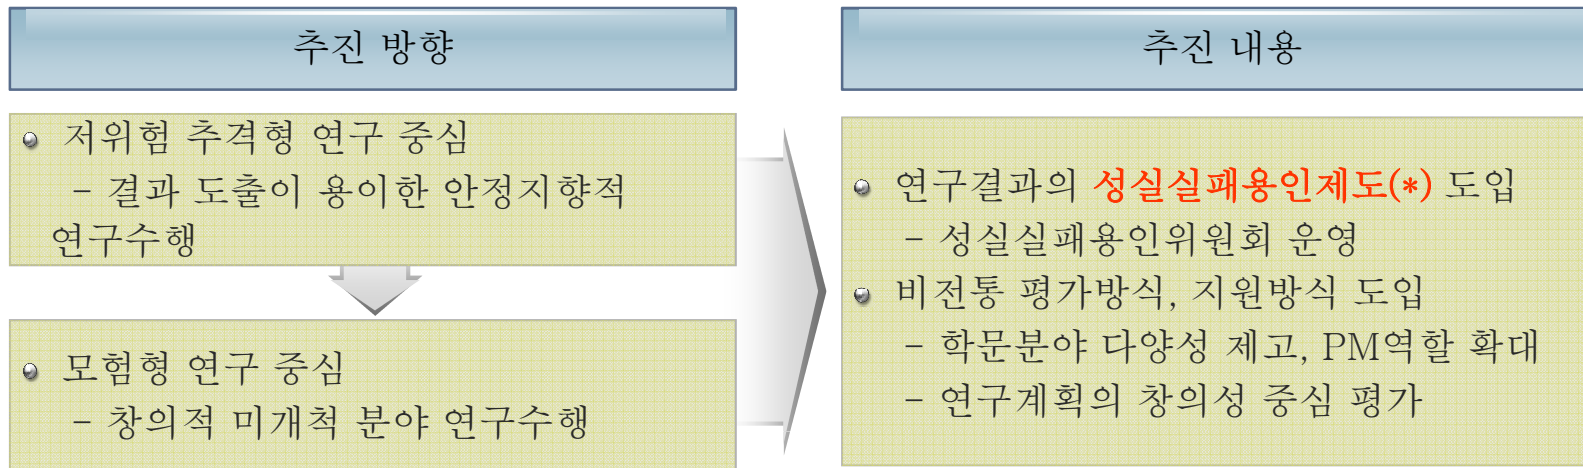 추진 방향
저위험 추격형 연구 중심
- 결과 도출이 용이한 안정지향적
연구수행
모험형 연구 중심
- 창의적 미개척 분야 연구수행
추진 내용
연구결과의 성실실패용인제도(*) 도입
- 성실실패용인위원회 운영
비전통 평가방식, 지원방식 도입
- 학문분야 다양성 제고, PM역할 확대
- 연구계획의 창의성 중심 평가